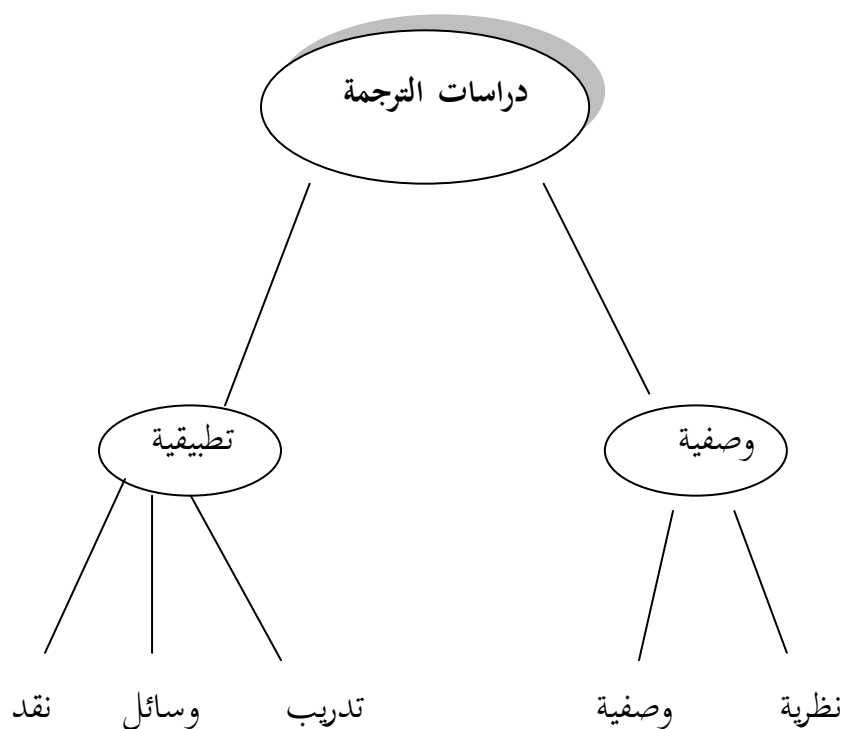 دراسات الترجمة
وصفية
تطبيقية
نظرية
وصفية
تدريب
وسائل
نقد